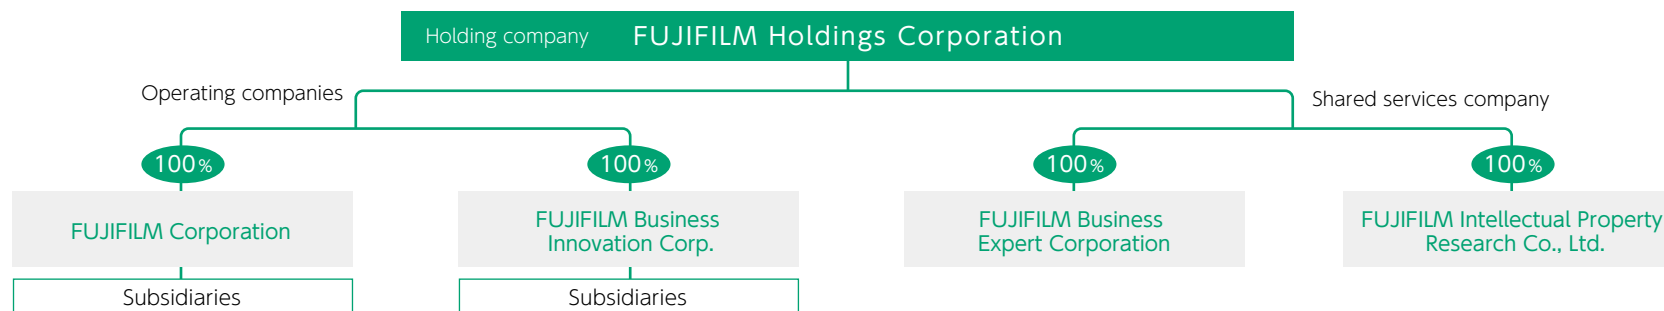 Holding company FUJIFILM Holdings Corporation
Operating companies
Shared services company
100%
100%
100%
100%
FUJIFILM Corporation
FUJIFILM Business
Innovation Corp.
FUJIFILM Business
Expert Corporation
FUJIFILM Intellectual Property
Research Co., Ltd.
Subsidiaries
Subsidiaries